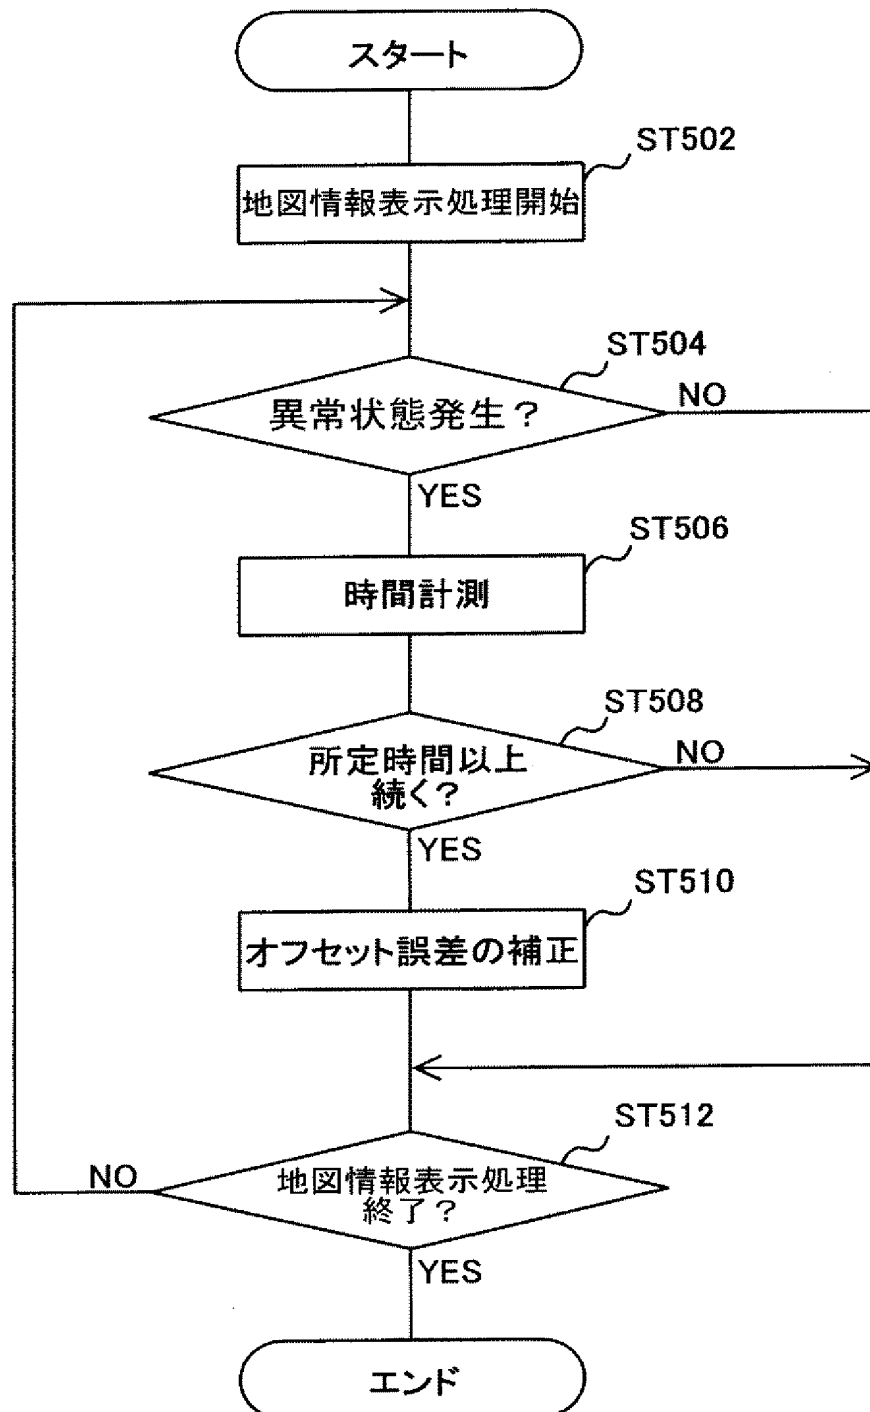 スタート
ST502
地図情報表示処理開始
ST504
異常状態発生？
NO
YES
ST506
時間計測
ST508
所定時間以上
続く？
NO
YES
ST510
オフセット誤差の補正
ST512
地図情報表示処理
終了？
NO
YES
エンド